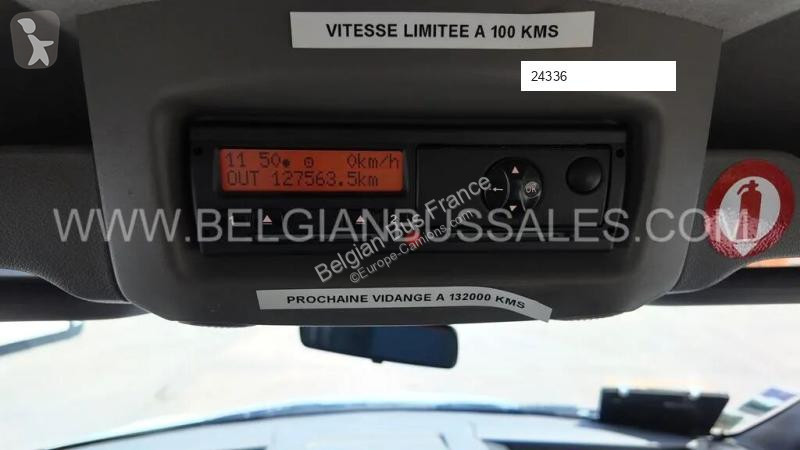 VITESSE LIMITEE A 100 KMS
24336
11 50 0km/h
OUT 127563.5km
OK
1 2
WWW.BELGIANBUSSALES.COM
Belgian Bus France
©Europe-Camions.com
PROCHAINE VIDANGE A 132000 KMS